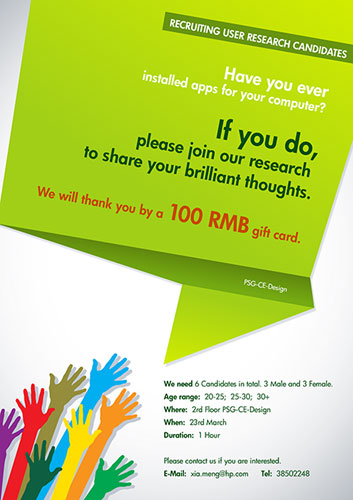 RECRUITING USER RESEARCH CANDIDATES
Have you ever
installed apps for your computer?
If you do,
please join our research
to share your brilliant thoughts.
We will thank you by a 100 RMB gift card.
PSG-CE-Design
We need 6 Candidates in total. 3 Male and 3 Female.
Age range: 20-25; 25-30; 30+
Where: 2rd Floor PSG-CE-Design
When: 23rd March
Duration: 1 Hour
Please contact us if you are interested.
E-Mail: xia.meng@hp.com Tel: 38502248